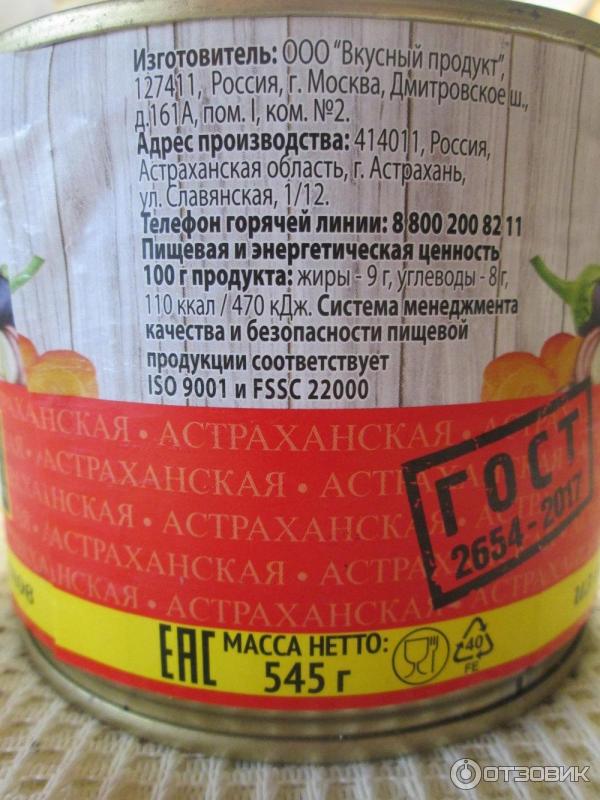 Изготовитель: ООО "Вкусный продукт",
127411, Россия, г. Москва, Дмитровское ш.,
д.161А, пом. I, ком. №2.
Адрес производства: 414011, Россия,
Астраханская область, г. Астрахань,
ул. Славянская, 1/12.
Телефон горячей линии: 8 800 200 82 11
Пищевая и энергетическая ценность
100 г продукта: жиры - 9 г, углеводы - 8 г,
110 ккал / 470 кДж. Система менеджмента
качества и безопасности пищевой
продукции соответствует
ISO 9001 и FSSC 22000
АСТРАХАНСКАЯ • АСТРАХАНСКАЯ •
АСТРАХАНСКАЯ • АСТРАХАНСКАЯ
АСТРАХАНСКАЯ • АСТРАХАНСКАЯ
АСТРАХАНСКАЯ • АСТРАХАНСКАЯ
АСТРАХАНСКАЯ • АСТРАХАНСКАЯ
ГОСТ
2654-2017
EAC МАССА НЕТТО:
545 г
40
FE
ОТЗОВИК